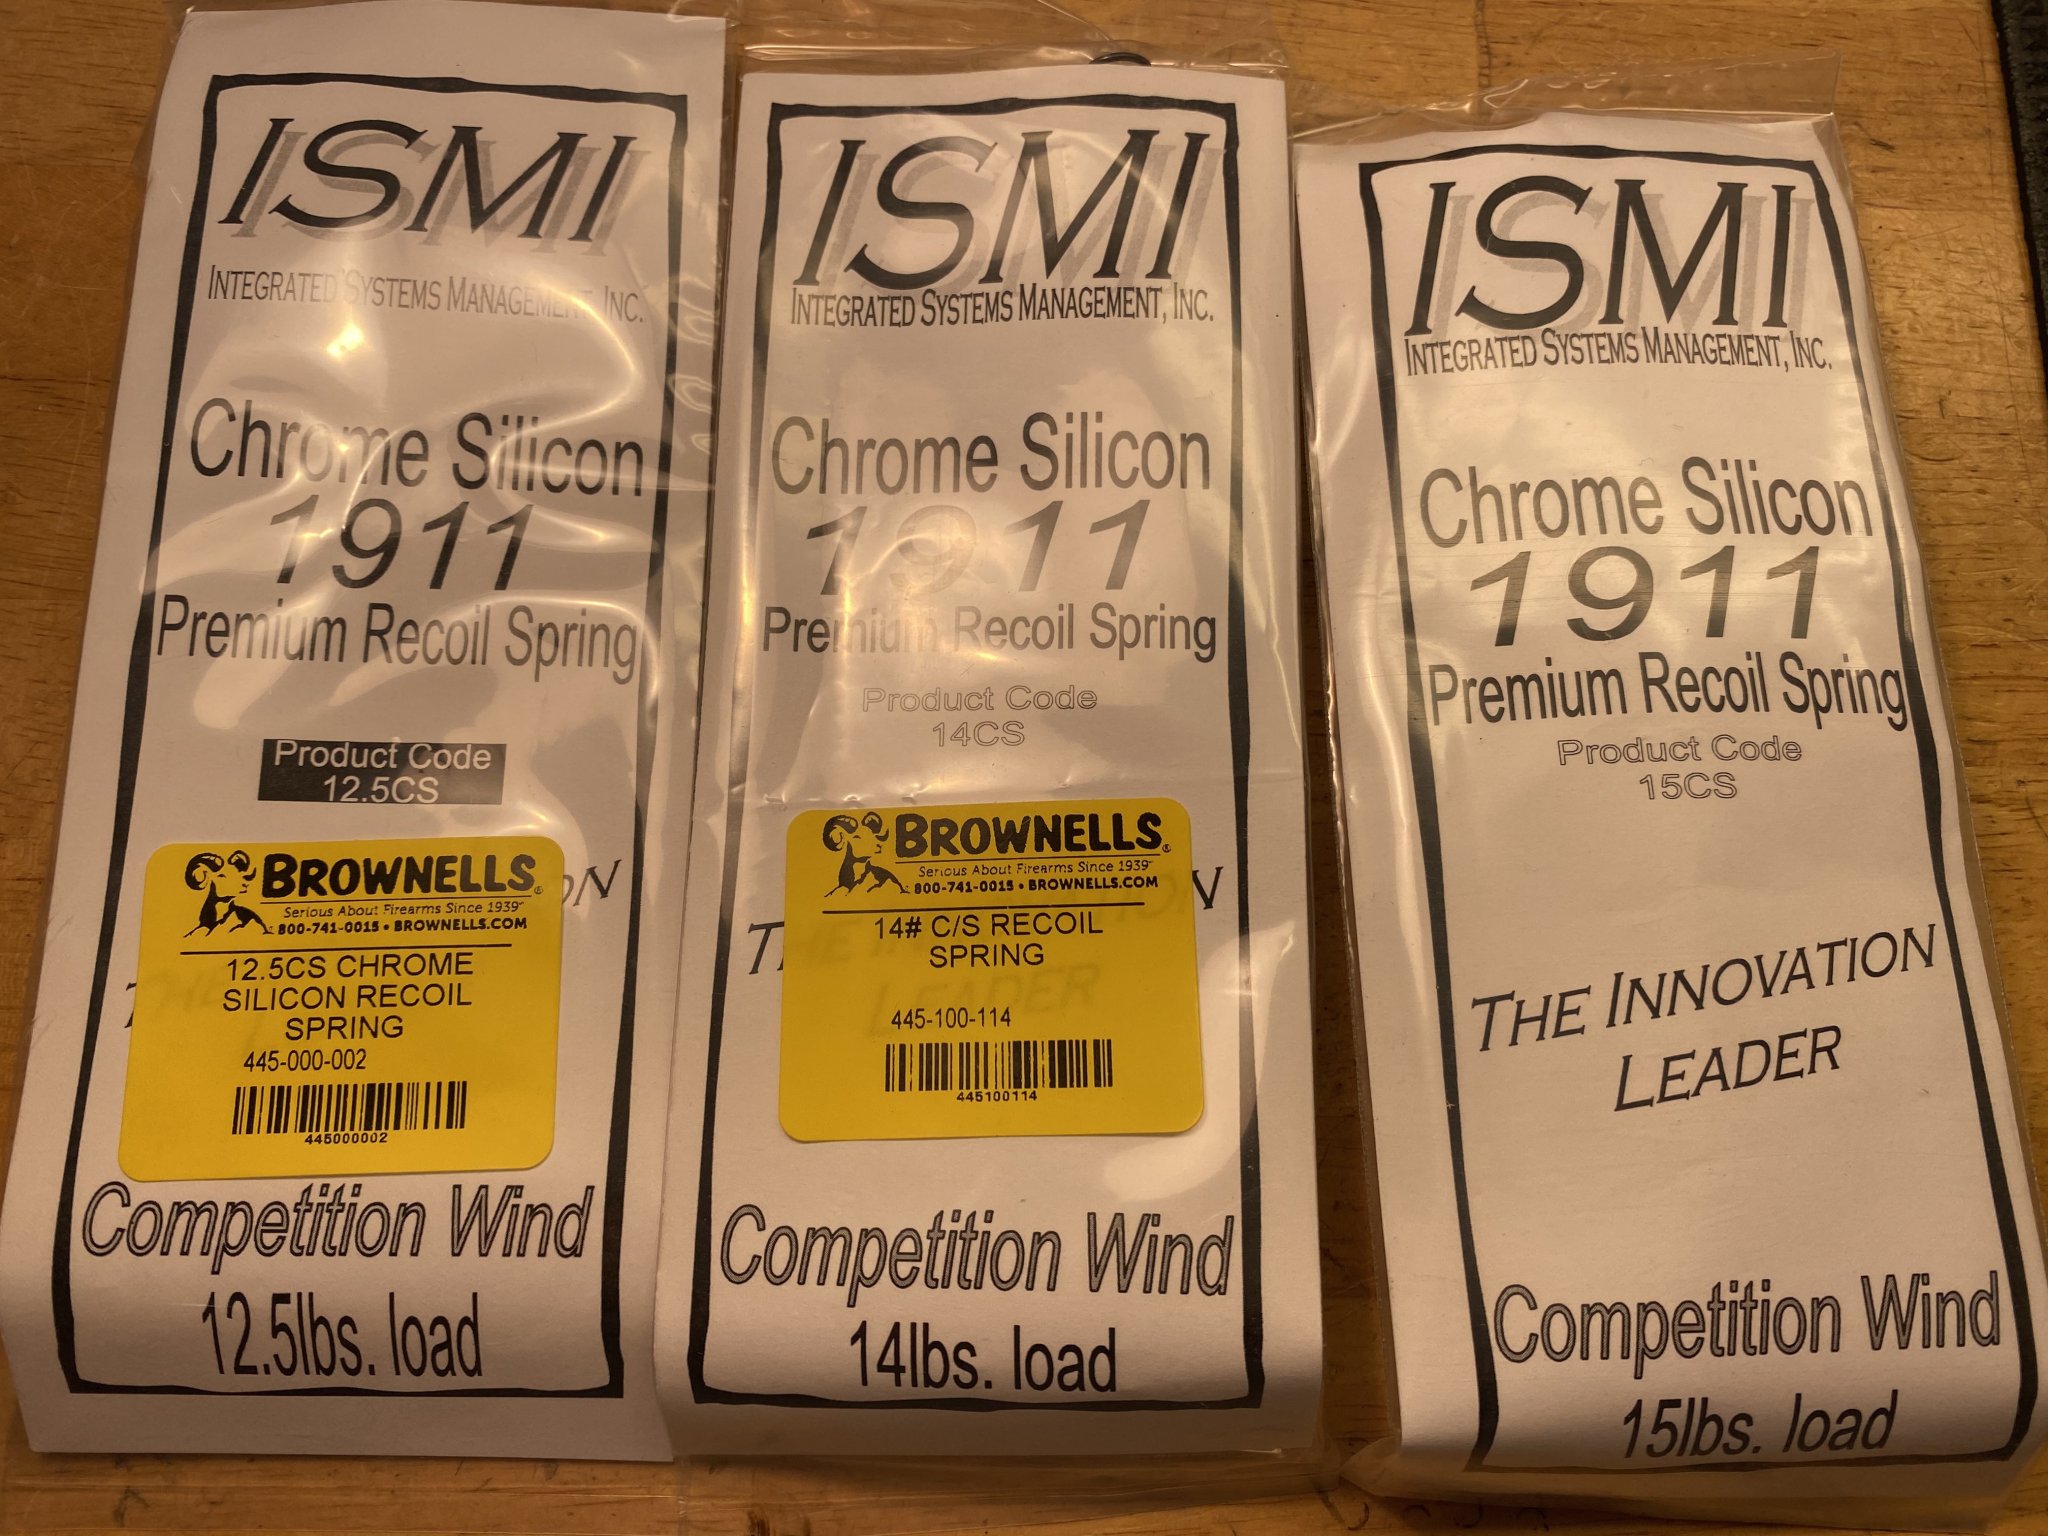 ISMI
INTEGRATED SYSTEMS MANAGEMENT, INC.
Chrome Silicon
1911
Premium Recoil Spring
Product Code
12.5CS
BROWNELLS®
Serious About Firearms Since 1939™
800-741-0015 • BROWNELLS.COM
12.5CS CHROME
SILICON RECOIL
SPRING
445-000-002
445000002
Competition Wind
12.5lbs. load
ISMI
INTEGRATED SYSTEMS MANAGEMENT, INC.
Chrome Silicon
1911
Premium Recoil Spring
Product Code
14CS
BROWNELLS®
Serious About Firearms Since 1939™
800-741-0015 • BROWNELLS.COM
14# C/S RECOIL
SPRING
445-100-114
445100114
THE INNOVATION
LEADER
Competition Wind
14lbs. load
ISMI
INTEGRATED SYSTEMS MANAGEMENT, INC.
Chrome Silicon
1911
Premium Recoil Spring
Product Code
15CS
THE INNOVATION
LEADER
Competition Wind
15lbs. load